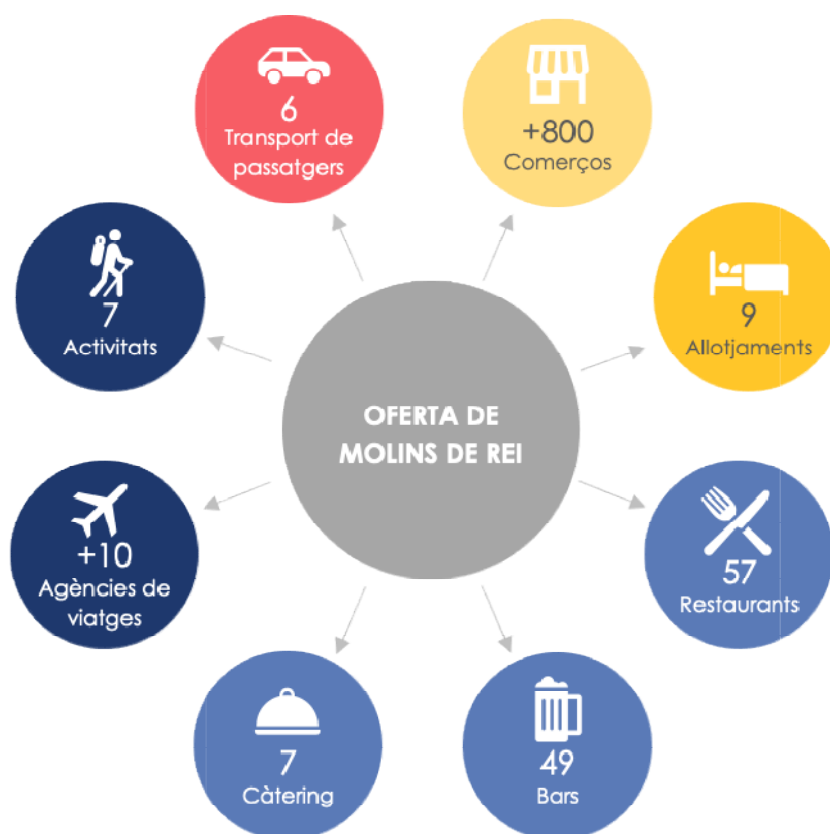 6
Transport de
passatgers
+800
Comerços
7
Activitats
9
Allotjaments
OFERTA DE
MOLINS DE REI
+10
Agències de
viatges
57
Restaurants
7
Càtering
49
Bars